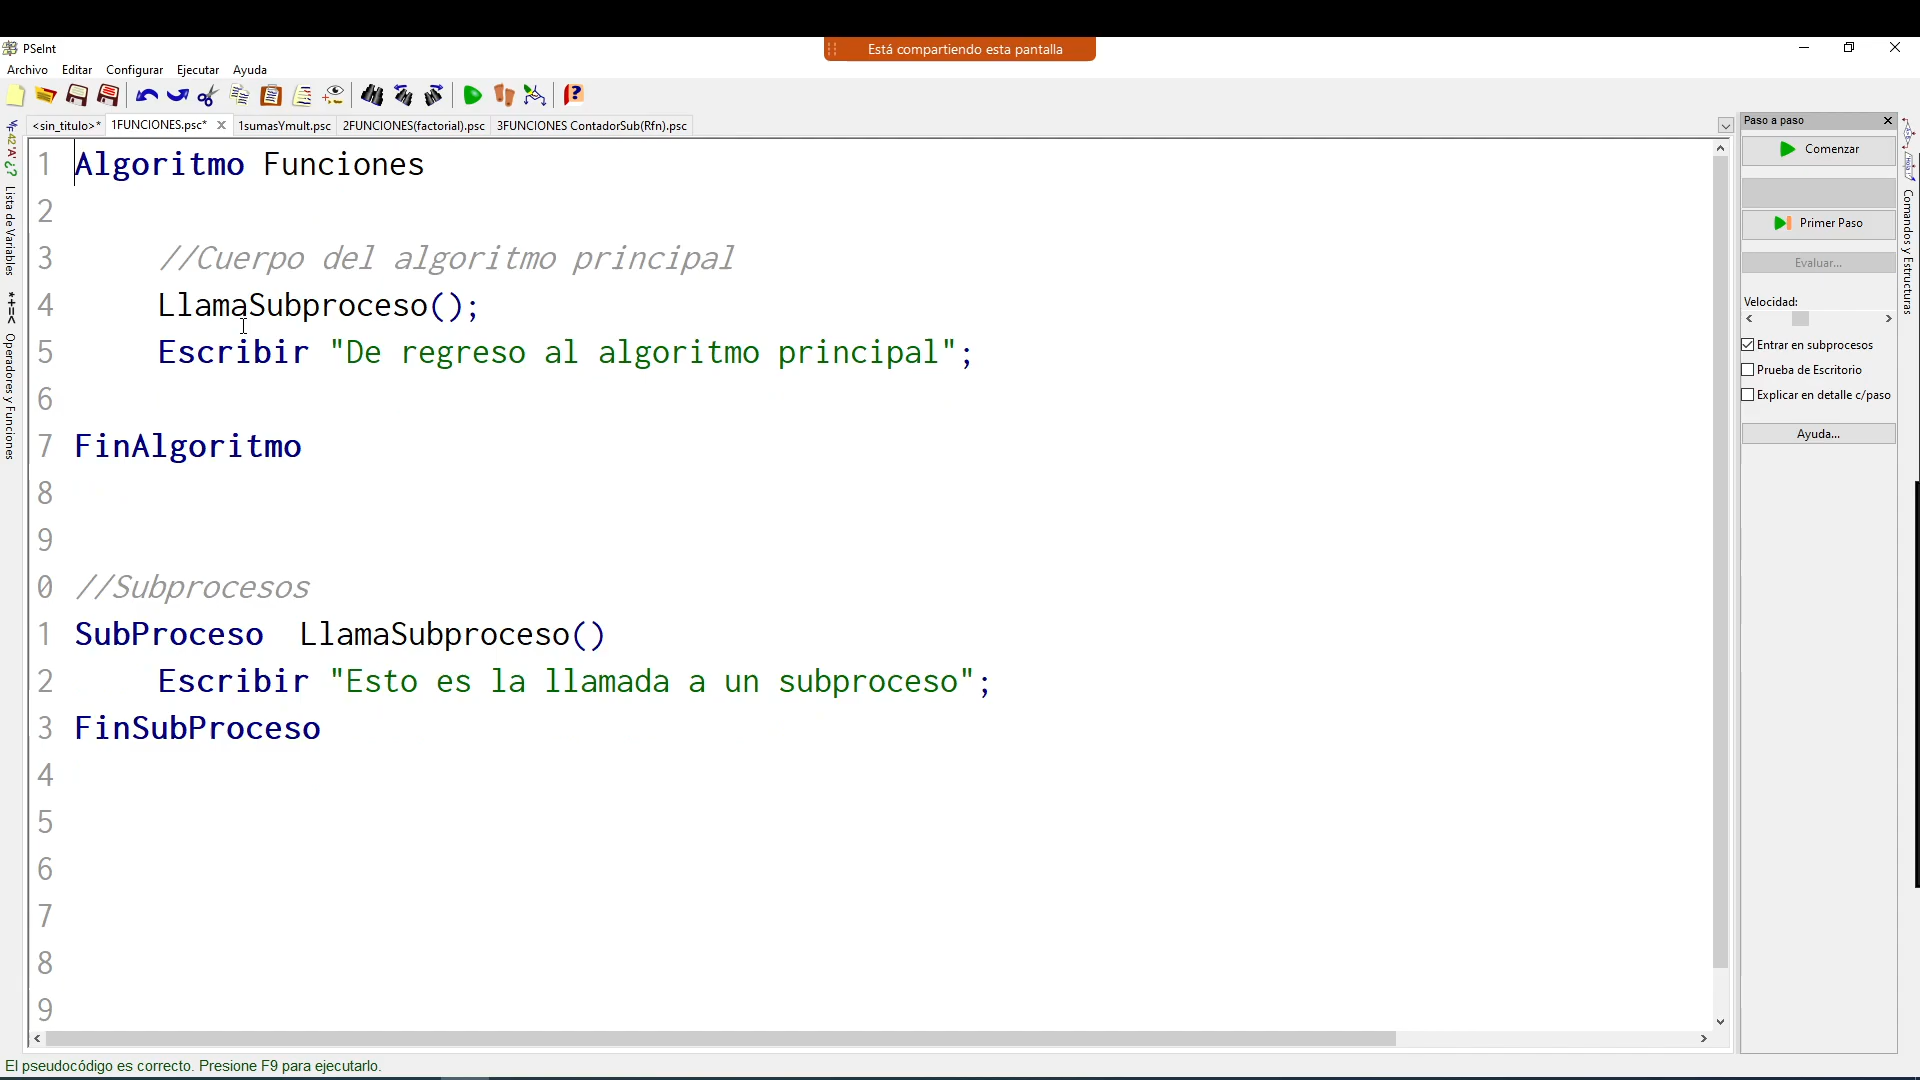 PSeInt
Está compartiendo esta pantalla
Archivo Editar Configurar Ejecutar Ayuda
<sin_titulo>* 1FUNCIONES.psc* 1sumasYmult.psc 2FUNCIONES(factorial).psc 3FUNCIONES ContadorSub(Rfn).psc
1 Algoritmo Funciones
2
3 //Cuerpo del algoritmo principal
4 LlamaSubproceso();
5 Escribir "De regreso al algoritmo principal";
6
7 FinAlgoritmo
8
9
0 //Subprocesos
1 SubProceso LlamaSubproceso()
2 Escribir "Esto es la llamada a un subproceso";
3 FinSubProceso
4
5
6
7
8
9
Lista de Variables
*+=< Operadores y Funciones
Paso a paso
Comenzar
Primer Paso
Evaluar...
Velocidad:
Entrar en subprocesos
Prueba de Escritorio
Explicar en detalle c/paso
Ayuda...
Comandos y Estructuras
El pseudocódigo es correcto. Presione F9 para ejecutarlo.